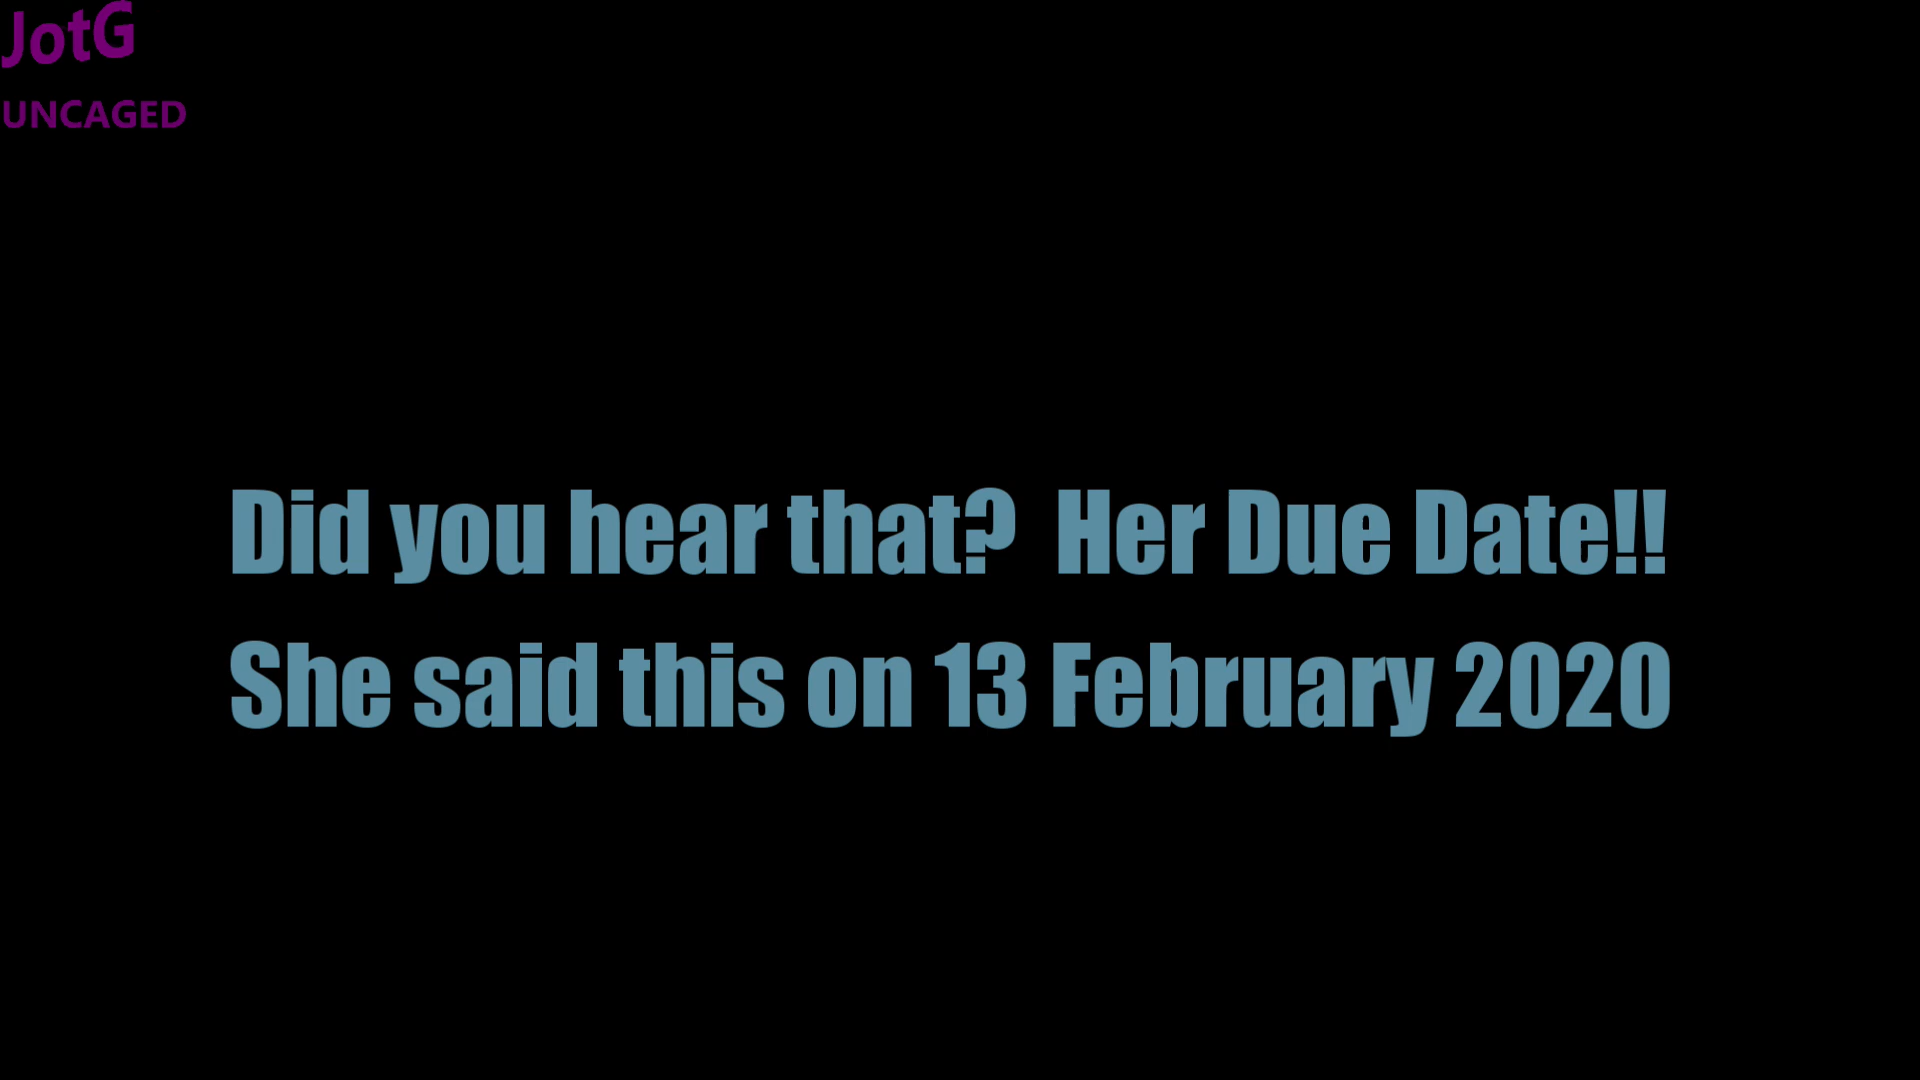 JotG
UNCAGED
Did you hear that?  Her Due Date!!
She said this on 13 February 2020